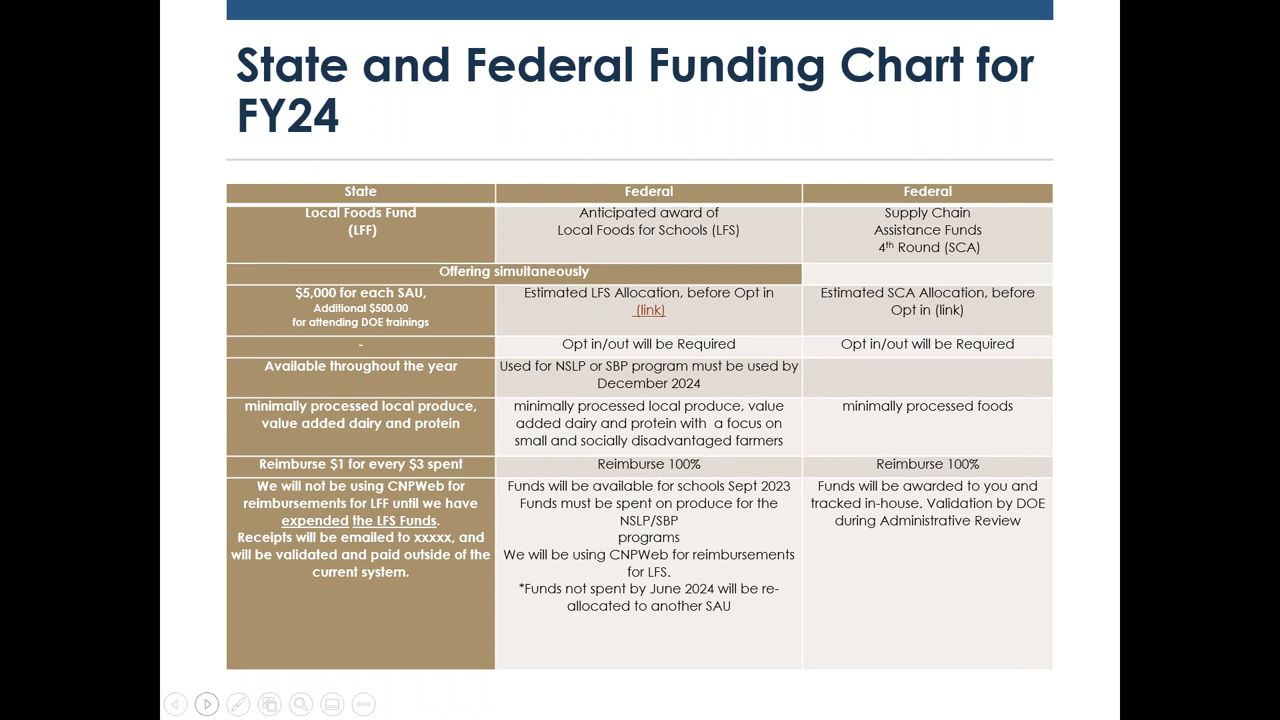 State and Federal Funding Chart for
FY24
State
Federal
Federal
Local Foods Fund
(LFF)
Anticipated award of
Local Foods for Schools (LFS)
Supply Chain
Assistance Funds
4th Round (SCA)
Offering simultaneously
$5,000 for each SAU,
Additional $500.00
for attending DOE trainings
Estimated LFS Allocation, before Opt in
(link)
Estimated SCA Allocation, before
Opt in (link)
-
Opt in/out will be Required
Opt in/out will be Required
Available throughout the year
Used for NSLP or SBP program must be used by
December 2024
minimally processed local produce,
value added dairy and protein
minimally processed local produce, value
added dairy and protein with a focus on
small and socially disadvantaged farmers
minimally processed foods
Reimburse $1 for every $3 spent
Reimburse 100%
Reimburse 100%
We will not be using CNPWeb for
reimbursements for LFF until we have
expended the LFS Funds.
Receipts will be emailed to xxxxx, and
will be validated and paid outside of the
current system.
Funds will be available for schools Sept 2023
Funds must be spent on produce for the
NSLP/SBP
programs
We will be using CNPWeb for reimbursements
for LFS.
*Funds not spent by June 2024 will be re-
allocated to another SAU
Funds will be awarded to you and
tracked in-house. Validation by DOE
during Administrative Review